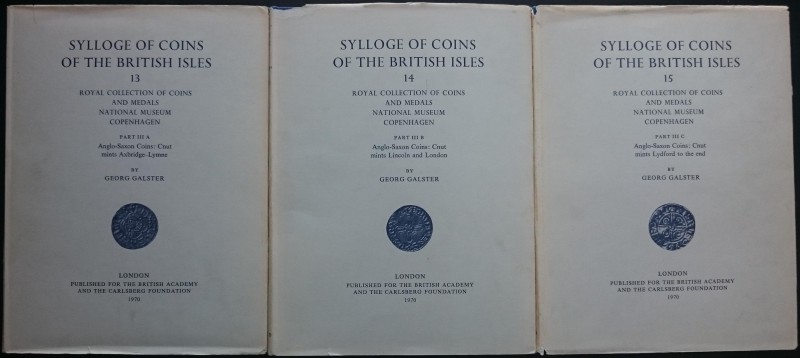 SYLLOGE OF COINS
OF THE BRITISH ISLES
13
ROYAL COLLECTION OF COINS
AND MEDALS
NATIONAL MUSEUM
COPENHAGEN
PART III A
Anglo-Saxon Coins: Cnut
mints Axbridge-Lymne
BY
GEORG GALSTER
LONDON
PUBLISHED FOR THE BRITISH ACADEMY
AND THE CARLSBERG FOUNDATION
1970
SYLLOGE OF COINS
OF THE BRITISH ISLES
14
ROYAL COLLECTION OF COINS
AND MEDALS
NATIONAL MUSEUM
COPENHAGEN
PART III B
Anglo-Saxon Coins: Cnut
mints Lincoln and London
BY
GEORG GALSTER
LONDON
PUBLISHED FOR THE BRITISH ACADEMY
AND THE CARLSBERG FOUNDATION
1970
SYLLOGE OF COINS
OF THE BRITISH ISLES
15
ROYAL COLLECTION OF COINS
AND MEDALS
NATIONAL MUSEUM
COPENHAGEN
PART III C
Anglo-Saxon Coins: Cnut
mints Lydford to the end
BY
GEORG GALSTER
LONDON
PUBLISHED FOR THE BRITISH ACADEMY
AND THE CARLSBERG FOUNDATION
1970